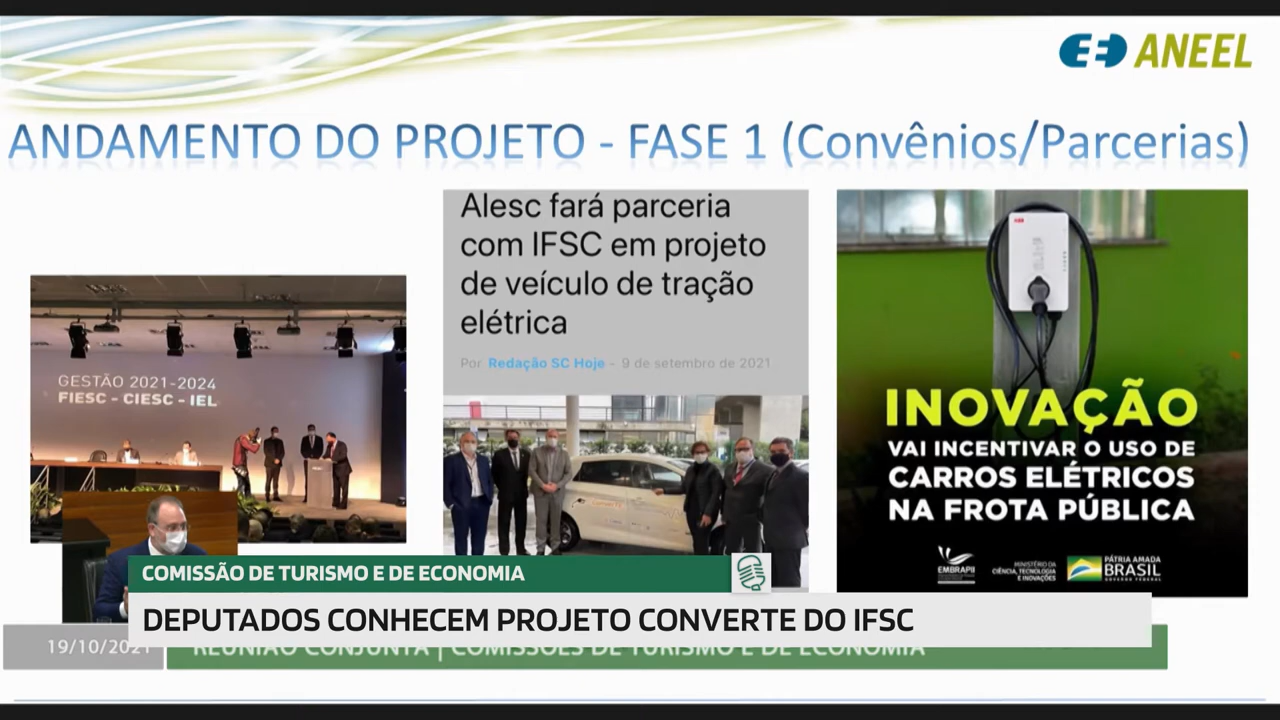 ANEEL
ANDAMENTO DO PROJETO - FASE 1 (Convênios/Parcerias)
GESTÃO 2021-2024
FIESC - CIESC - IEL
Alesc fará parceria
com IFSC em projeto
de veículo de tração
elétrica
Por Redação SC Hoje - 9 de setembro de 2021
ABB
INOVAÇÃO
VAI INCENTIVAR O USO DE
CARROS ELÉTRICOS
NA FROTA PÚBLICA
EMBRAPII
MINISTÉRIO DA
CIÊNCIA, TECNOLOGIA
E INOVAÇÕES
PÁTRIA AMADA
BRASIL
GOVERNO FEDERAL
COMISSÃO DE TURISMO E DE ECONOMIA
DEPUTADOS CONHECEM PROJETO CONVERTE DO IFSC
19/10/2021
REUNIÃO CONJUNTA | COMISSÕES DE TURISMO E DE ECONOMIA